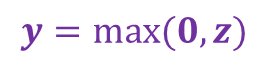 y = max(0, z)